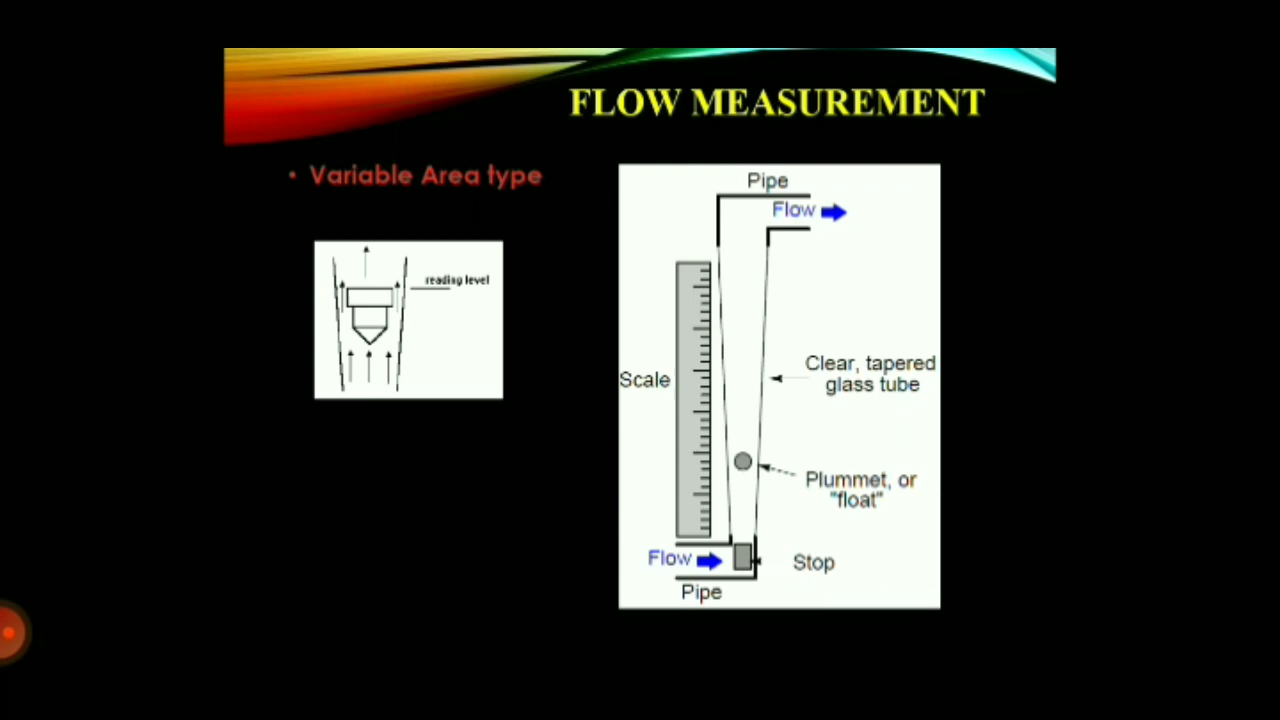 FLOW MEASUREMENT
• Variable Area type
reading level
Pipe
Flow
Scale
Clear, tapered
glass tube
Plummet, or
"float"
Flow
Stop
Pipe